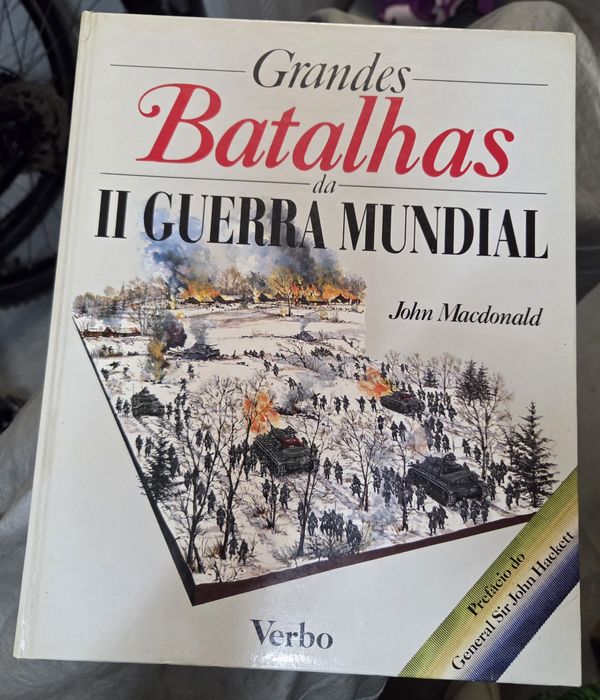 Grandes
Batalhas
da
II GUERRA MUNDIAL
John Macdonald
Prefácio do
General Sir John Hackett
Verbo